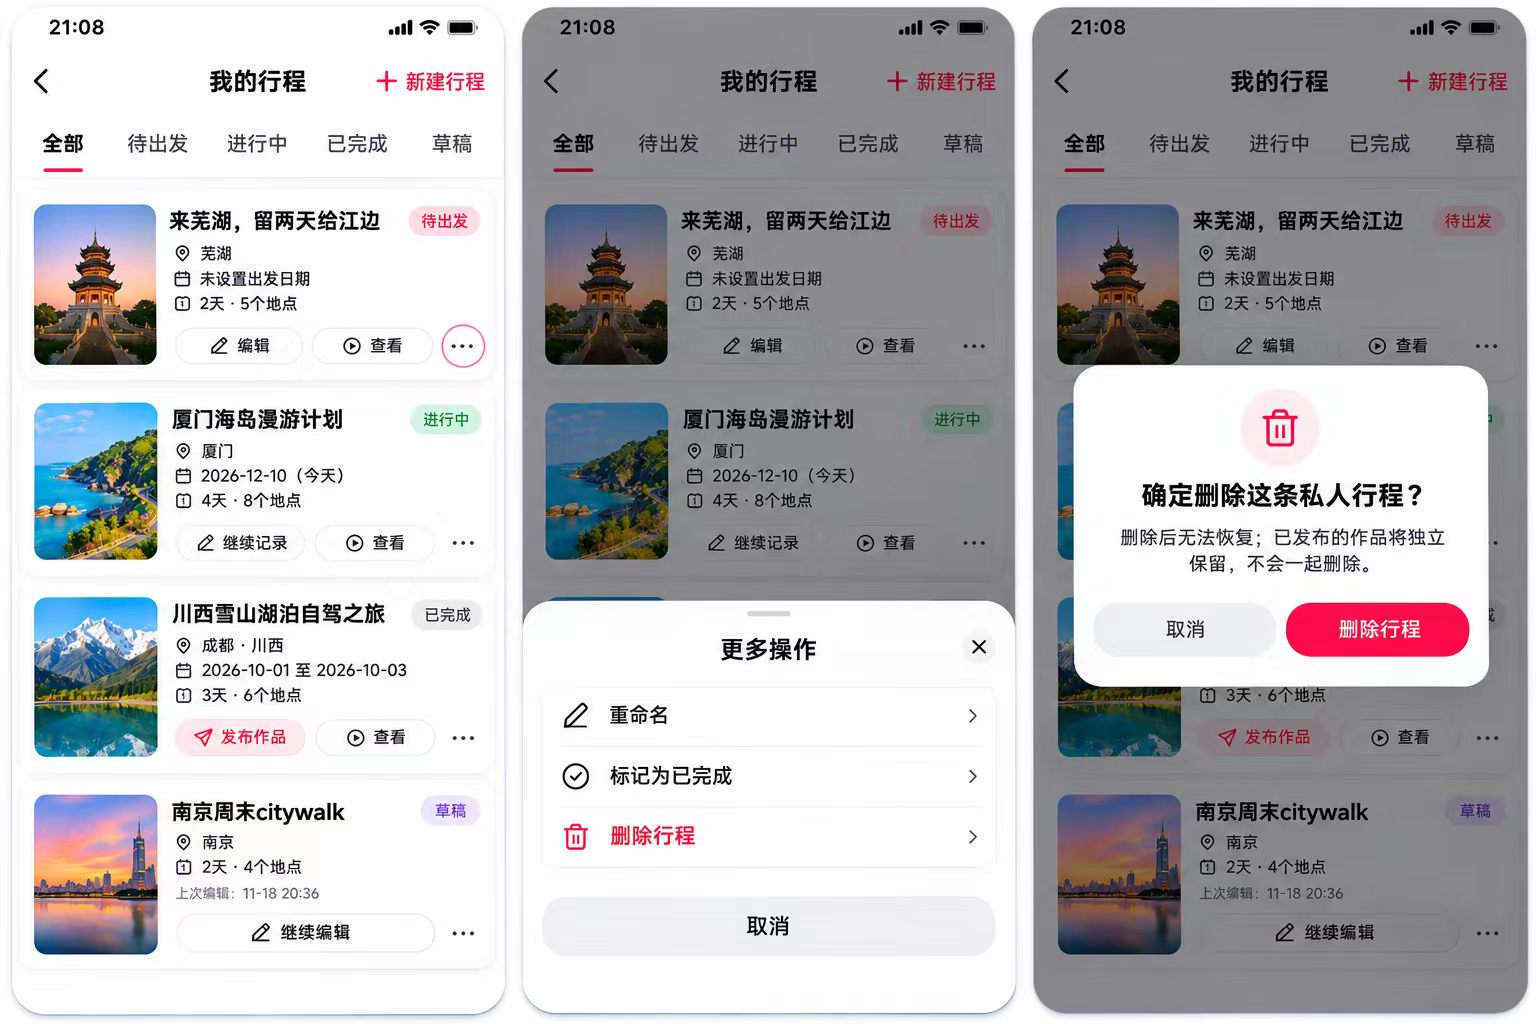 21:08
我的行程
新建行程
全部 待出发 进行中 已完成 草稿
来芜湖，留两天给江边 待出发
芜湖
未设置出发日期
2天 · 5个地点
编辑 查看
厦门海岛漫游计划 进行中
厦门
2026-12-10（今天）
4天 · 8个地点
继续记录 查看
川西雪山湖泊自驾之旅 已完成
成都 · 川西
2026-10-01 至 2026-10-03
3天 · 6个地点
发布作品 查看
南京周末citywalk 草稿
南京
2天 · 4个地点
上次编辑：11-18 20:36
继续编辑
21:08
我的行程
新建行程
全部 待出发 进行中 已完成 草稿
来芜湖，留两天给江边 待出发
芜湖
未设置出发日期
2天 · 5个地点
编辑 查看
厦门海岛漫游计划 进行中
厦门
2026-12-10（今天）
4天 · 8个地点
继续记录 查看
更多操作
重命名
标记为已完成
删除行程
取消
21:08
我的行程
新建行程
全部 待出发 进行中 已完成 草稿
来芜湖，留两天给江边 待出发
芜湖
未设置出发日期
2天 · 5个地点
编辑 查看
确定删除这条私人行程？
删除后无法恢复；已发布的作品将独立
保留，不会一起删除。
取消 删除行程
3天 · 6个地点
发布作品 查看
南京周末citywalk 草稿
南京
2天 · 4个地点
上次编辑：11-18 20:36
继续编辑